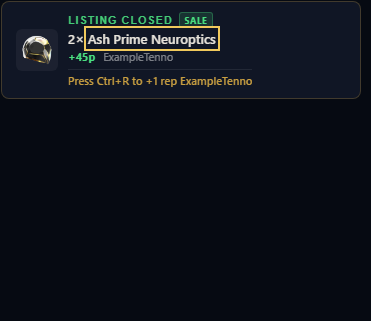 LISTING CLOSED SALE
2× Ash Prime Neuroptics
+45p ExampleTenno
Press Ctrl+R to +1 rep ExampleTenno